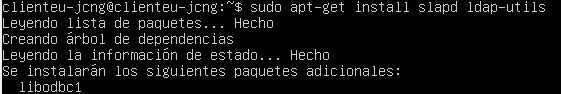 clienteu-jcng@clienteu-jcng:~$ sudo apt-get install slapd ldap-utils
Leyendo lista de paquetes... Hecho
Creando árbol de dependencias
Leyendo la información de estado... Hecho
Se instalarán los siguientes paquetes adicionales:
  libodbc1